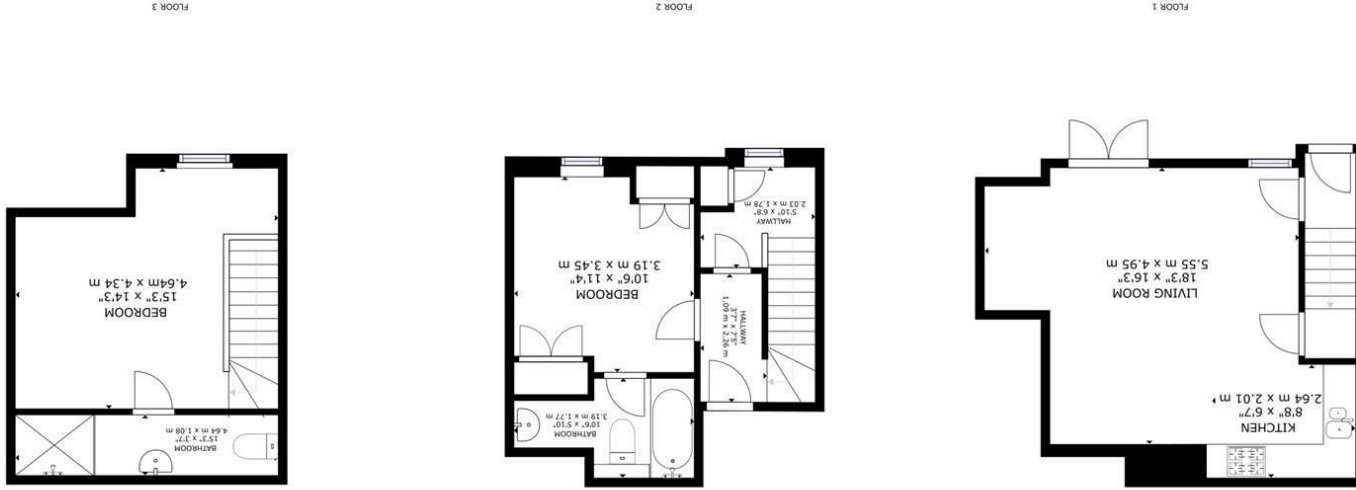 KITCHEN
8'8" x 6'7"
2.64 m x 2.01 m
LIVING ROOM
18'3" x 16'3"
5.55 m x 4.95 m
FLOOR 1
BATHROOM
10'6" x 5'10"
3.19 m x 1.77 m
HALLWAY
3'7" x 7'5"
1.09 m x 2.26 m
BEDROOM
10'6" x 11'4"
3.19 m x 3.45 m
HALLWAY
5'10" x 6'8"
2.03 m x 1.78 m
FLOOR 2
BATHROOM
15'3" x 3'7"
4.64 m x 1.08 m
BEDROOM
15'3" x 14'3"
4.64m x 4.34 m
FLOOR 3